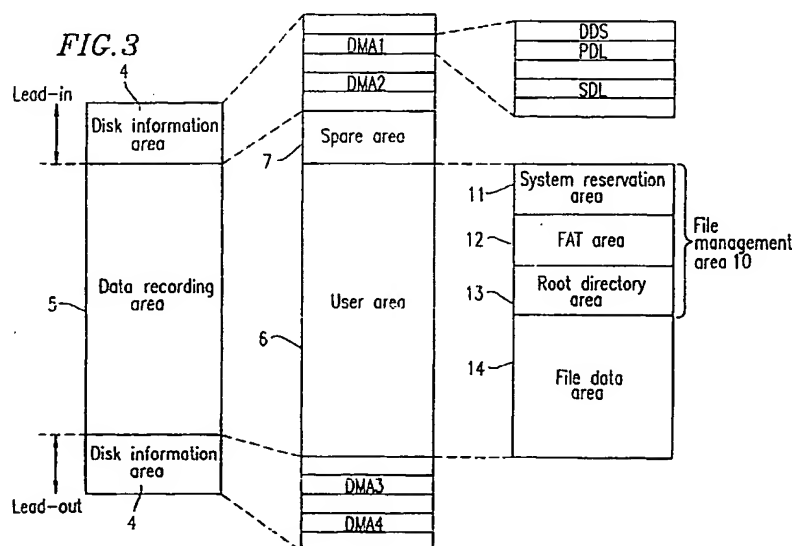 FIG.3
Lead-in
4
Disk information
area
5
Data recording
area
Disk information
area
4
Lead-out
DMA1
DMA2
Spare area
7
User area
6
DMA3
DMA4
DDS
PDL
SDL
11
System reservation
area
12
FAT area
13
Root directory
area
File
management
area 10
14
File data
area